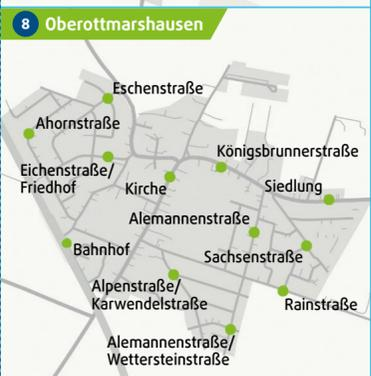 8 Oberottmarshausen
Eschenstraße
Ahornstraße
Königsbrunnerstraße
Eichenstraße/
Friedhof
Kirche
Siedlung
Alemannenstraße
Bahnhof
Sachsenstraße
Alpenstraße/
Karwendelstraße
Rainstraße
Alemannenstraße/
Wettersteinstraße